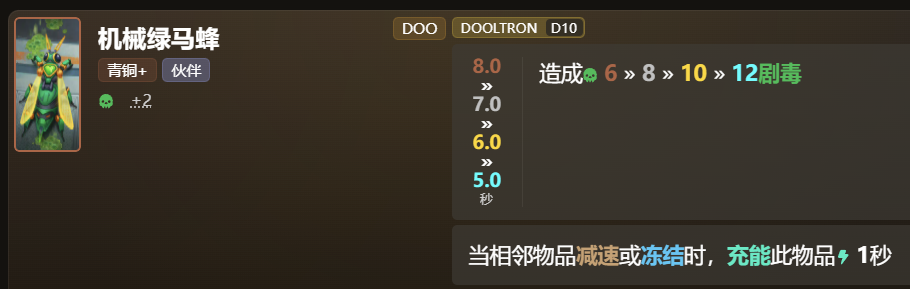 机械绿马蜂
青铜+
伙伴
+2
DOO
DOOLTRON D10
8.0
»
7.0
»
6.0
»
5.0
秒
造成 6 » 8 » 10 » 12剧毒
当相邻物品减速或冻结时，充能此物品 1秒